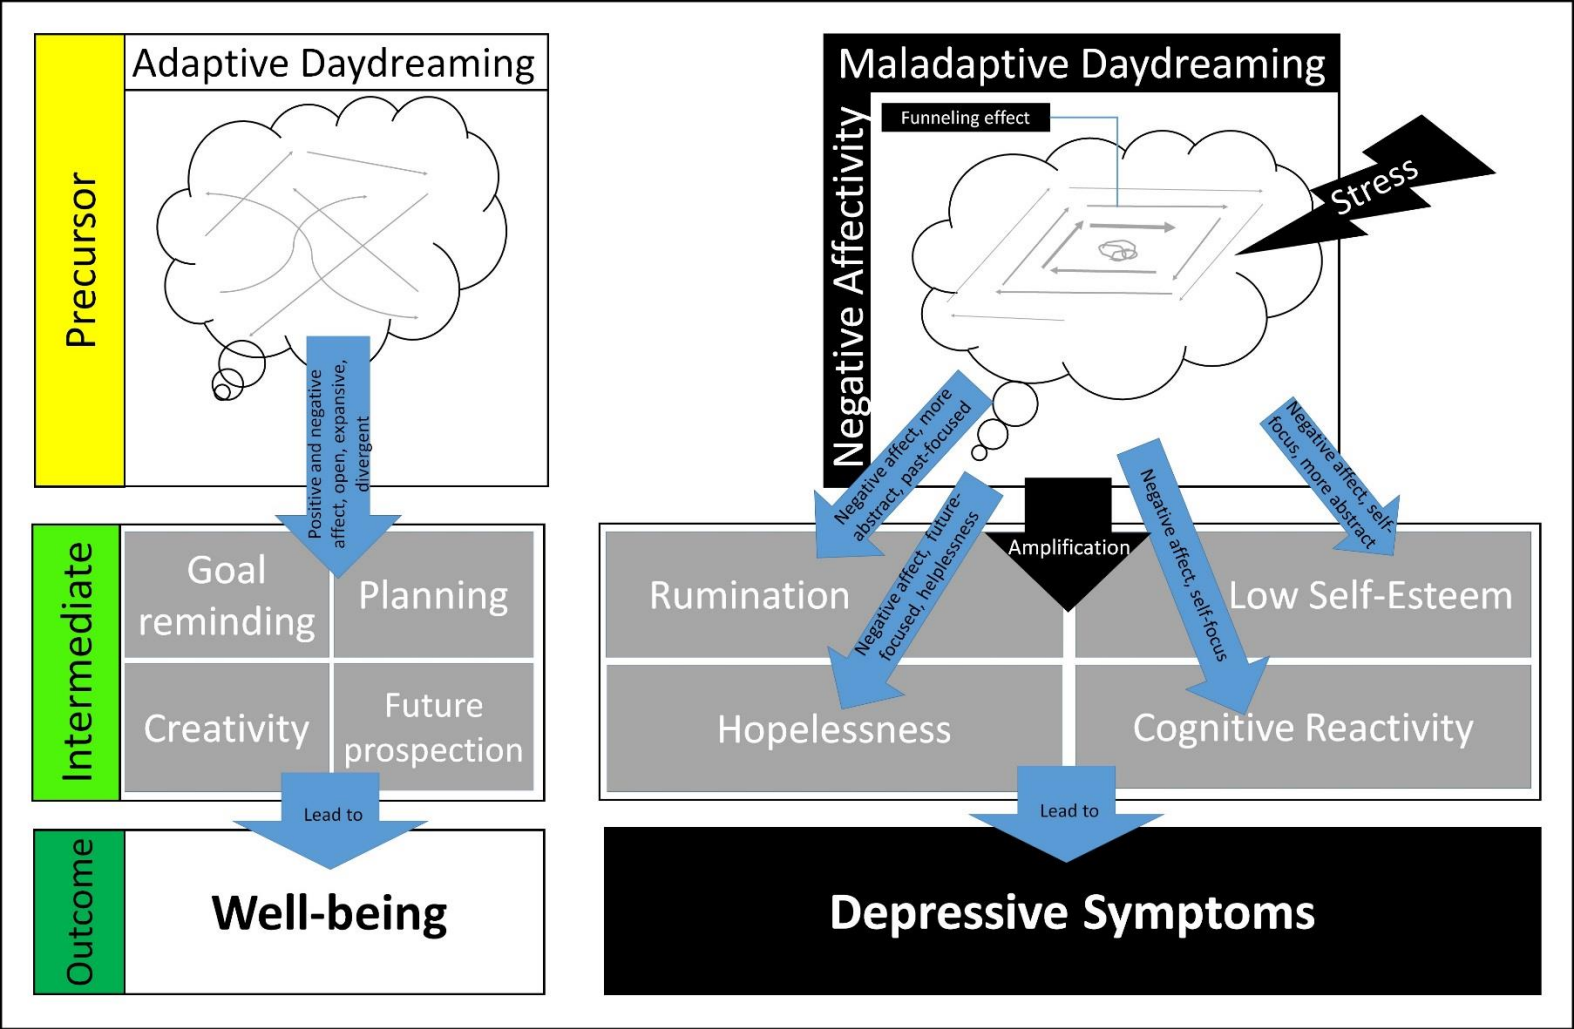 Adaptive Daydreaming
Precursor
Positive and negative
affect, open, expansive,
divergent
Intermediate
Goal
reminding
Planning
Creativity
Future
prospection
Lead to
Outcome
Well-being
Maladaptive Daydreaming
Negative Affectivity
Funneling effect
Stress
Negative affect, more
abstract, past-focused
Negative affect, future-
focused, helplessness
Amplification
Negative affect, self-focus
Negative affect, self-
focus, more abstract
Rumination
Low Self-Esteem
Hopelessness
Cognitive Reactivity
Lead to
Depressive Symptoms